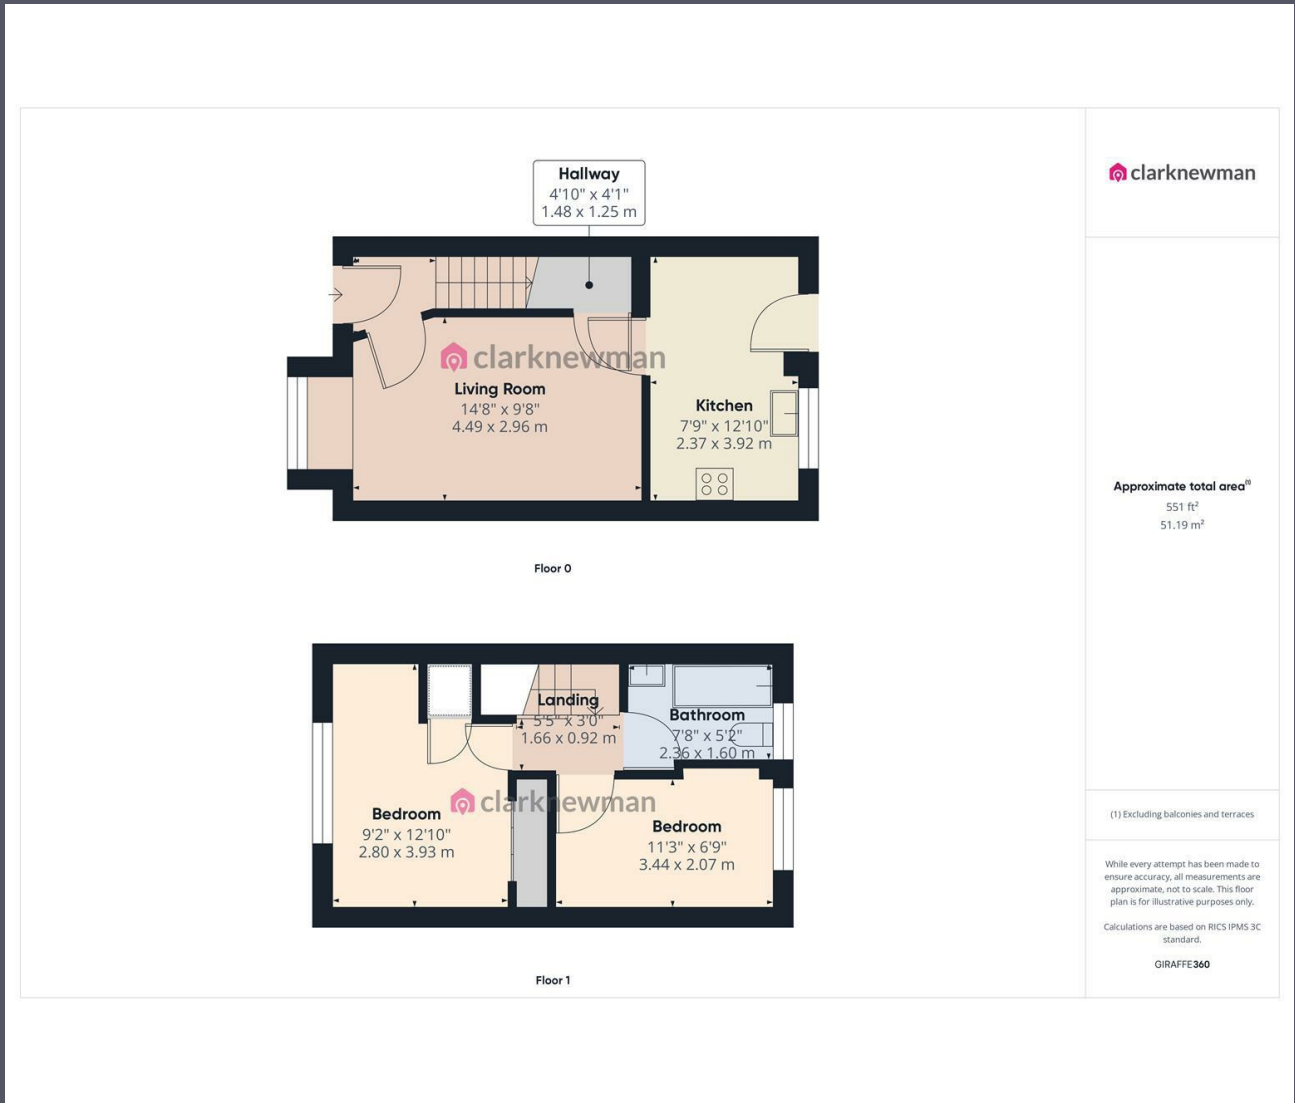 Hallway
4'10" x 4'1"
1.48 x 1.25 m
clarknewman
Living Room
14'8" x 9'8"
4.49 x 2.96 m
Kitchen
7'9" x 12'10"
2.37 x 3.92 m
Floor 0
Landing
5'5" x 3'0"
1.66 x 0.92 m
Bathroom
7'8" x 5'2"
2.36 x 1.60 m
clarknewman
Bedroom
9'2" x 12'10"
2.80 x 3.93 m
Bedroom
11'3" x 6'9"
3.44 x 2.07 m
Floor 1
clarknewman
Approximate total area(1)
551 ft²
51.19 m²
(1) Excluding balconies and terraces
While every attempt has been made to
ensure accuracy, all measurements are
approximate, not to scale. This floor
plan is for illustrative purposes only.
Calculations are based on RICS IPMS 3C
standard.
GIRAFFE360